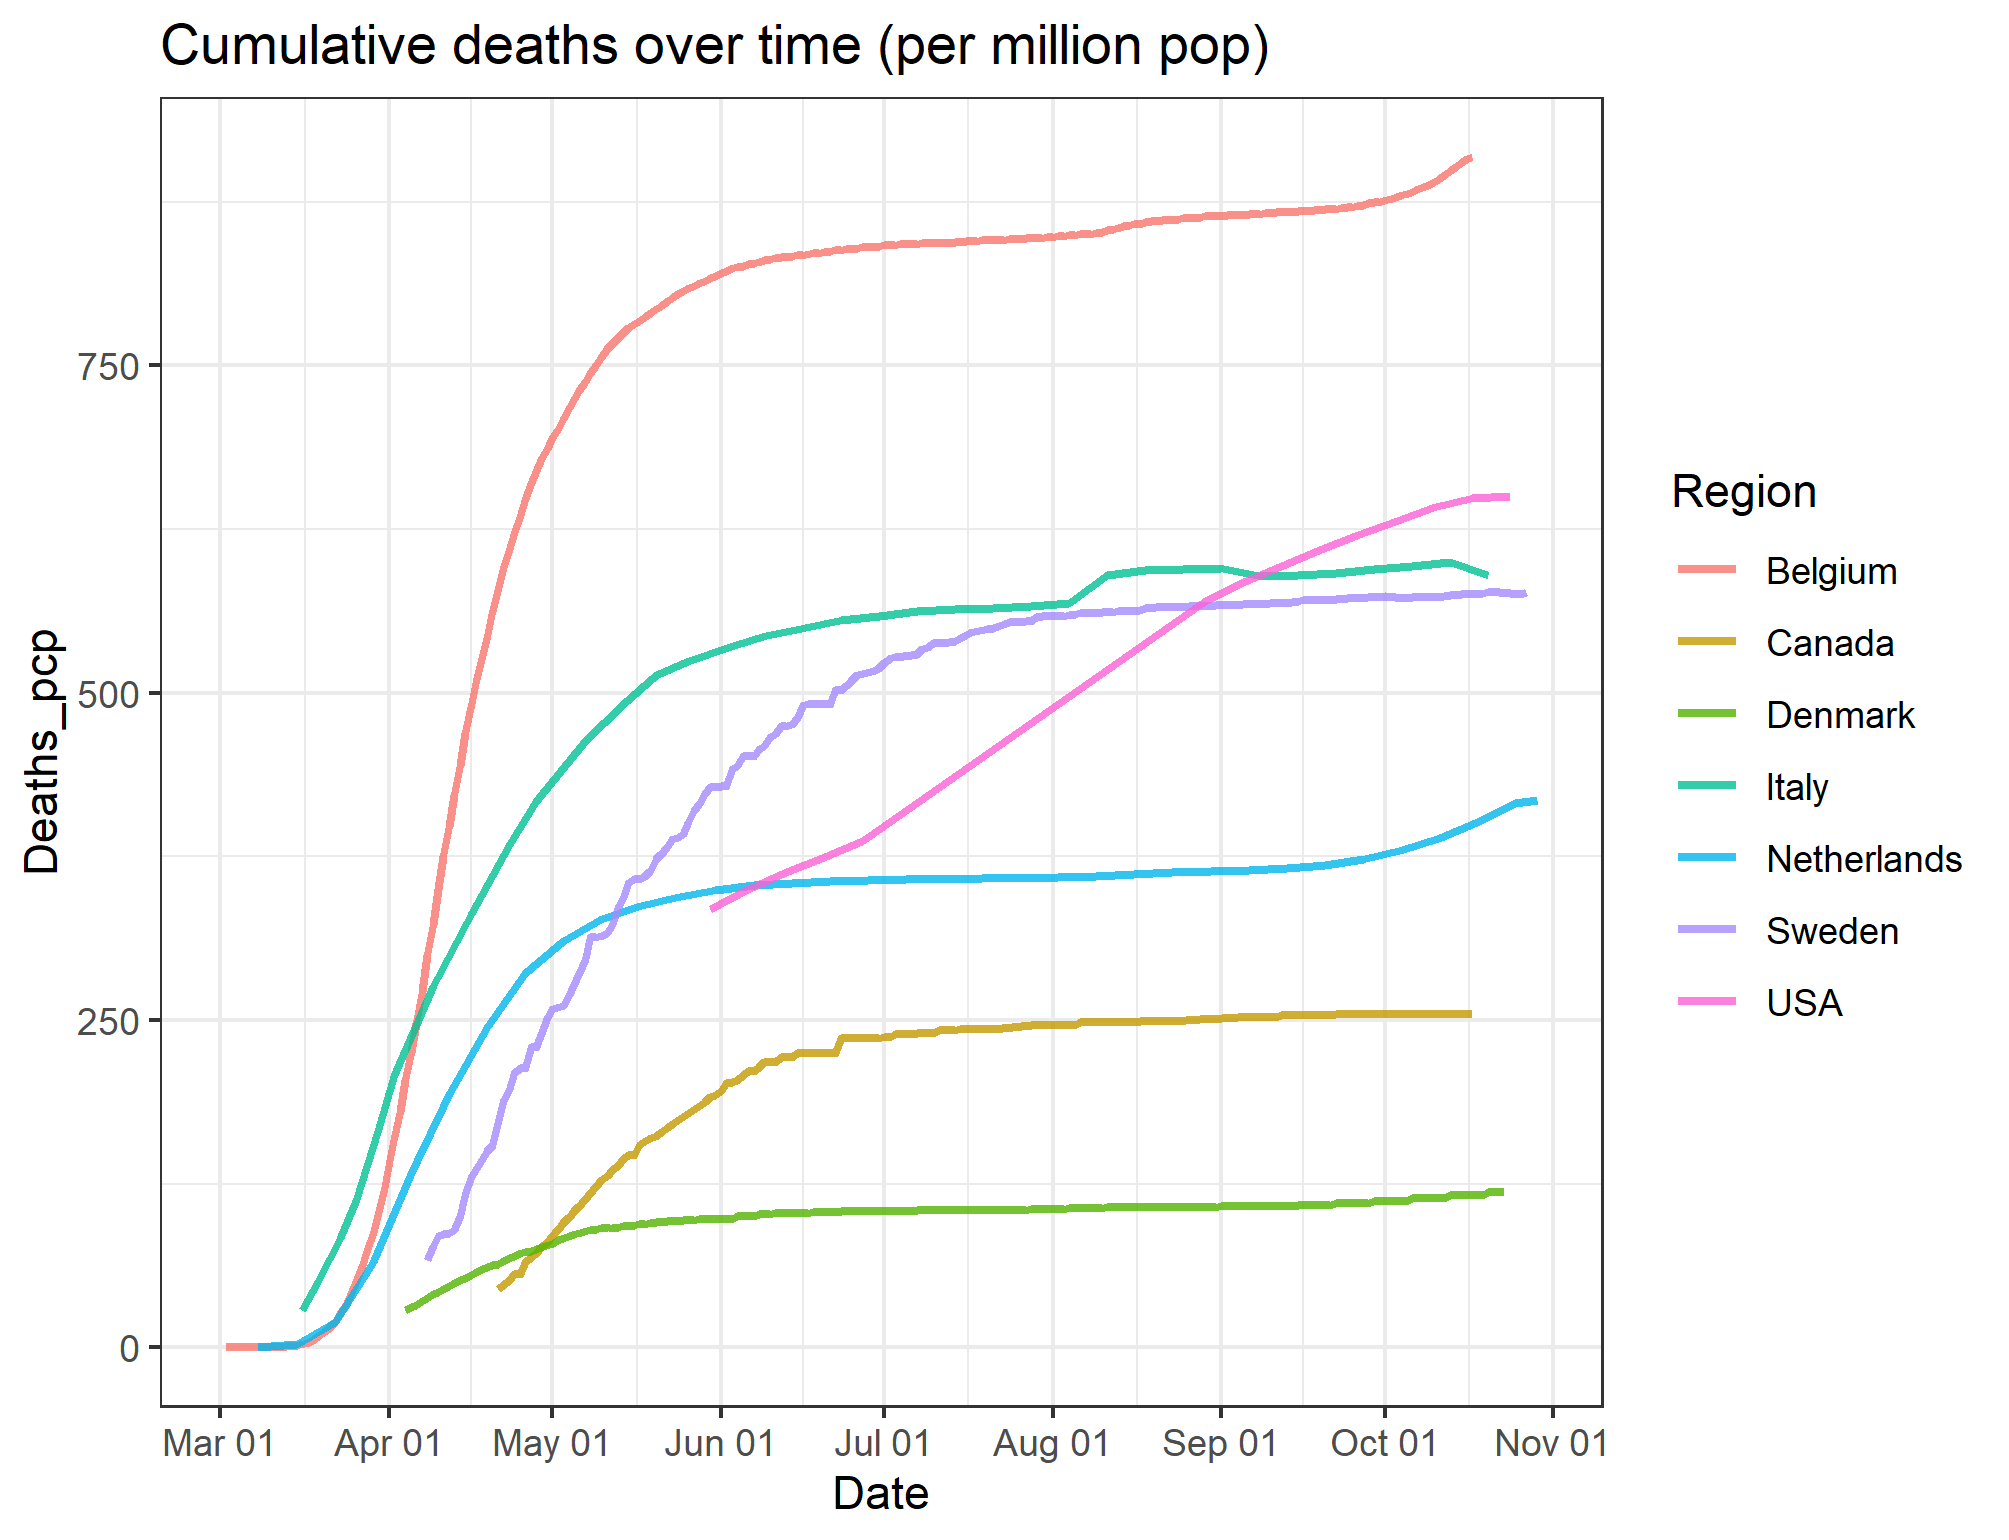 Cumulative deaths over time (per million pop)
Deaths_pcp
750
500
250
0
Mar 01 Apr 01 May 01 Jun 01 Jul 01 Aug 01 Sep 01 Oct 01 Nov 01
Date
Region
Belgium
Canada
Denmark
Italy
Netherlands
Sweden
USA